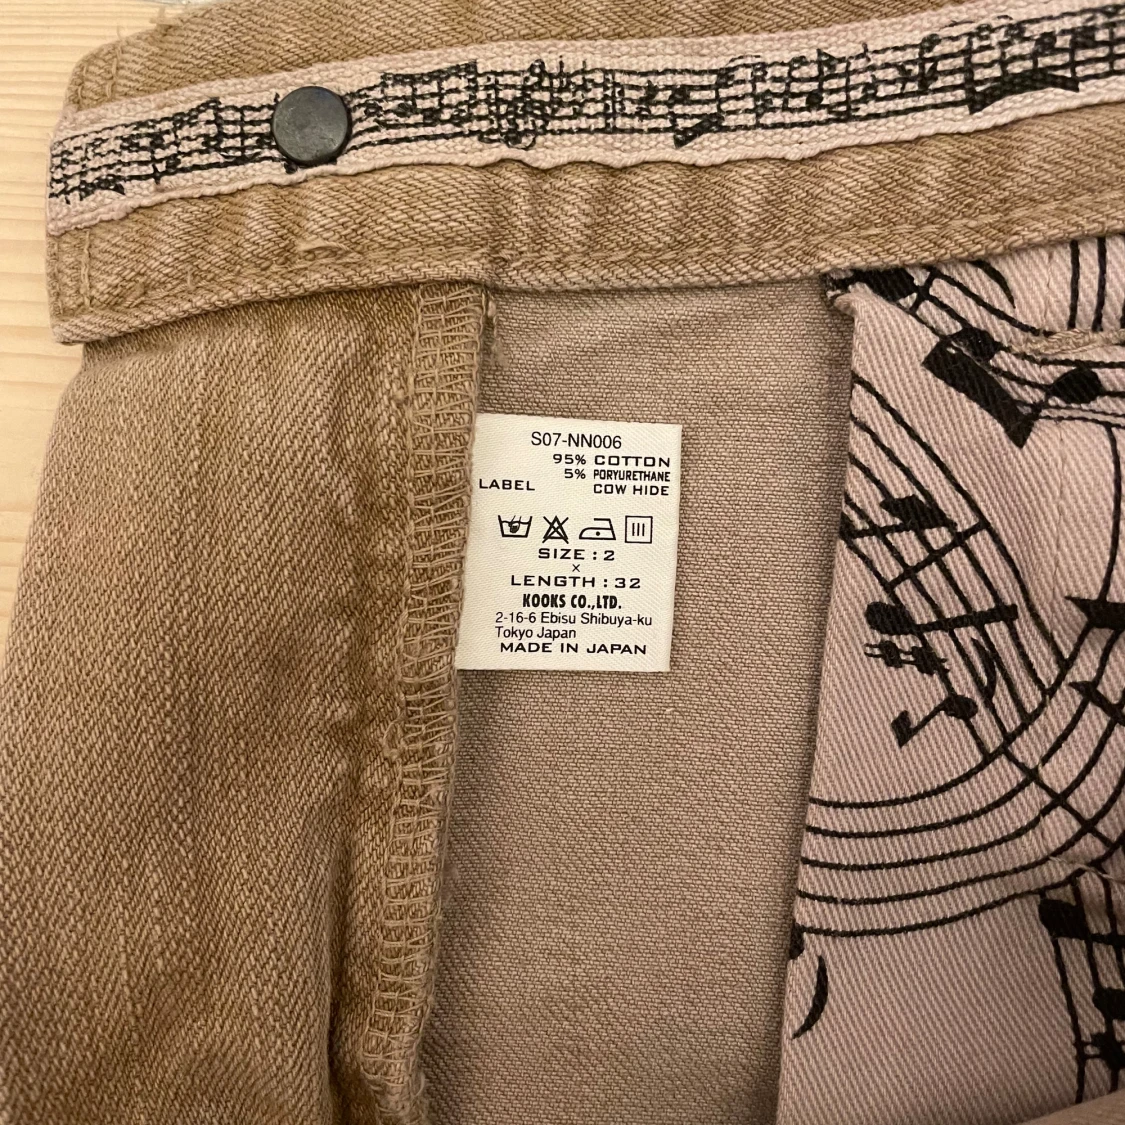 S07-NN006
95% COTTON
5% PORYURETHANE
LABEL COW HIDE
SIZE : 2
×
LENGTH : 32
KOOKS CO.,LTD.
2-16-6 Ebisu Shibuya-ku
Tokyo Japan
MADE IN JAPAN